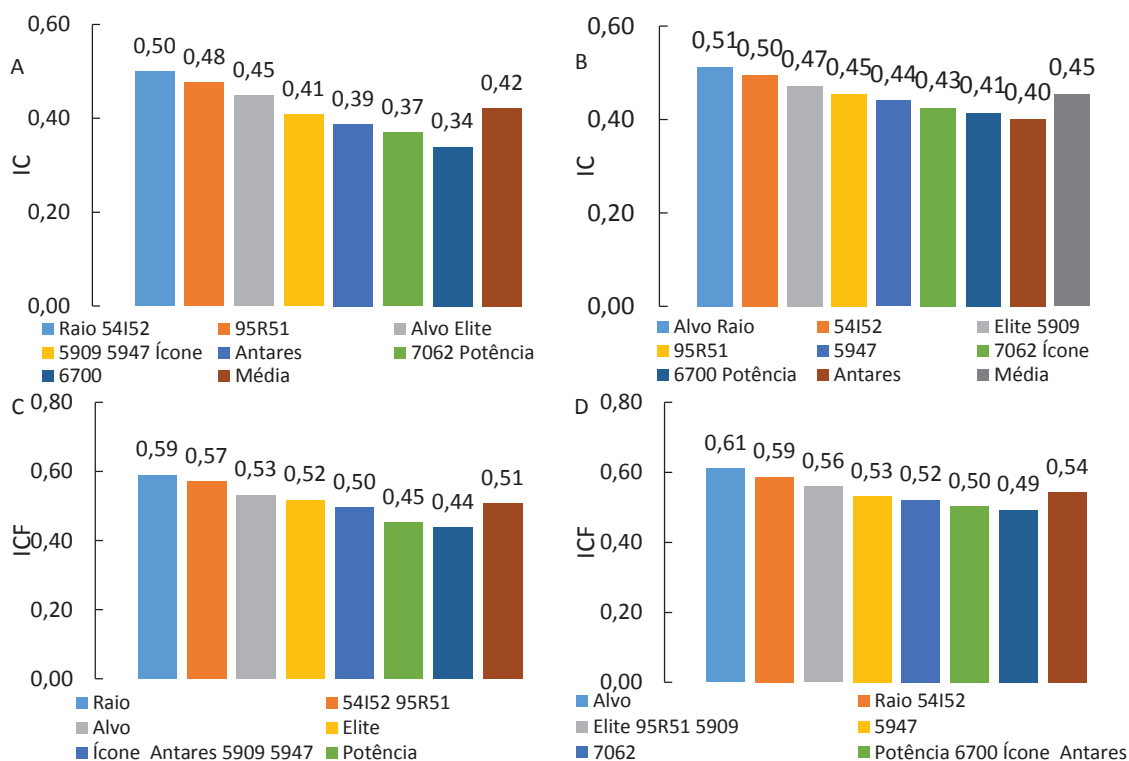 A
IC
0,60
0,40
0,20
0,00
0,50
0,48
0,45
0,41
0,39
0,37
0,34
0,42
Raio 54I52
95R51
Alvo Elite
5909 5947 Ícone
Antares
7062 Potência
6700
Média
B
IC
0,60
0,40
0,20
0,00
0,51
0,50
0,47
0,45
0,44
0,43
0,41
0,40
0,45
Alvo Raio
54I52
Elite 5909
95R51
5947
7062 Ícone
6700 Potência
Antares
Média
C
ICF
0,80
0,60
0,40
0,20
0,00
0,59
0,57
0,53
0,52
0,50
0,45
0,44
0,51
Raio
54I52 95R51
Alvo
Elite
Ícone Antares 5909 5947
Potência
D
ICF
0,80
0,60
0,40
0,20
0,00
0,61
0,59
0,56
0,53
0,52
0,50
0,49
0,54
Alvo
Raio 54I52
Elite 95R51 5909
5947
7062
Potência 6700 Ícone Antares